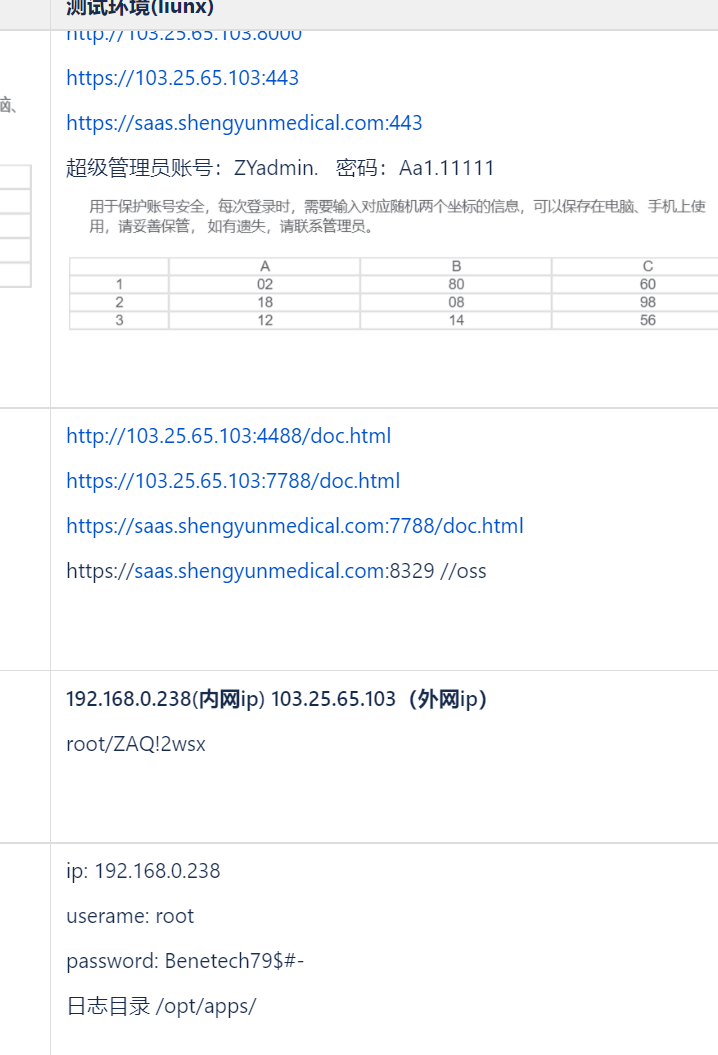 测试环境(liunx)
http://103.25.65.103:8000
脑、
https://103.25.65.103:443
https://saas.shengyunmedical.com:443
超级管理员账号：ZYadmin. 密码：Aa1.11111
用于保护账号安全，每次登录时，需要输入对应随机两个坐标的信息，可以保存在电脑、手机上使
用，请妥善保管， 如有遗失，请联系管理员。
A B C
1 02 80 60
2 18 08 98
3 12 14 56
http://103.25.65.103:4488/doc.html
https://103.25.65.103:7788/doc.html
https://saas.shengyunmedical.com:7788/doc.html
https://saas.shengyunmedical.com:8329 //oss
192.168.0.238(内网ip) 103.25.65.103（外网ip）
root/ZAQ!2wsx
ip: 192.168.0.238
userame: root
password: Benetech79$#-
日志目录 /opt/apps/